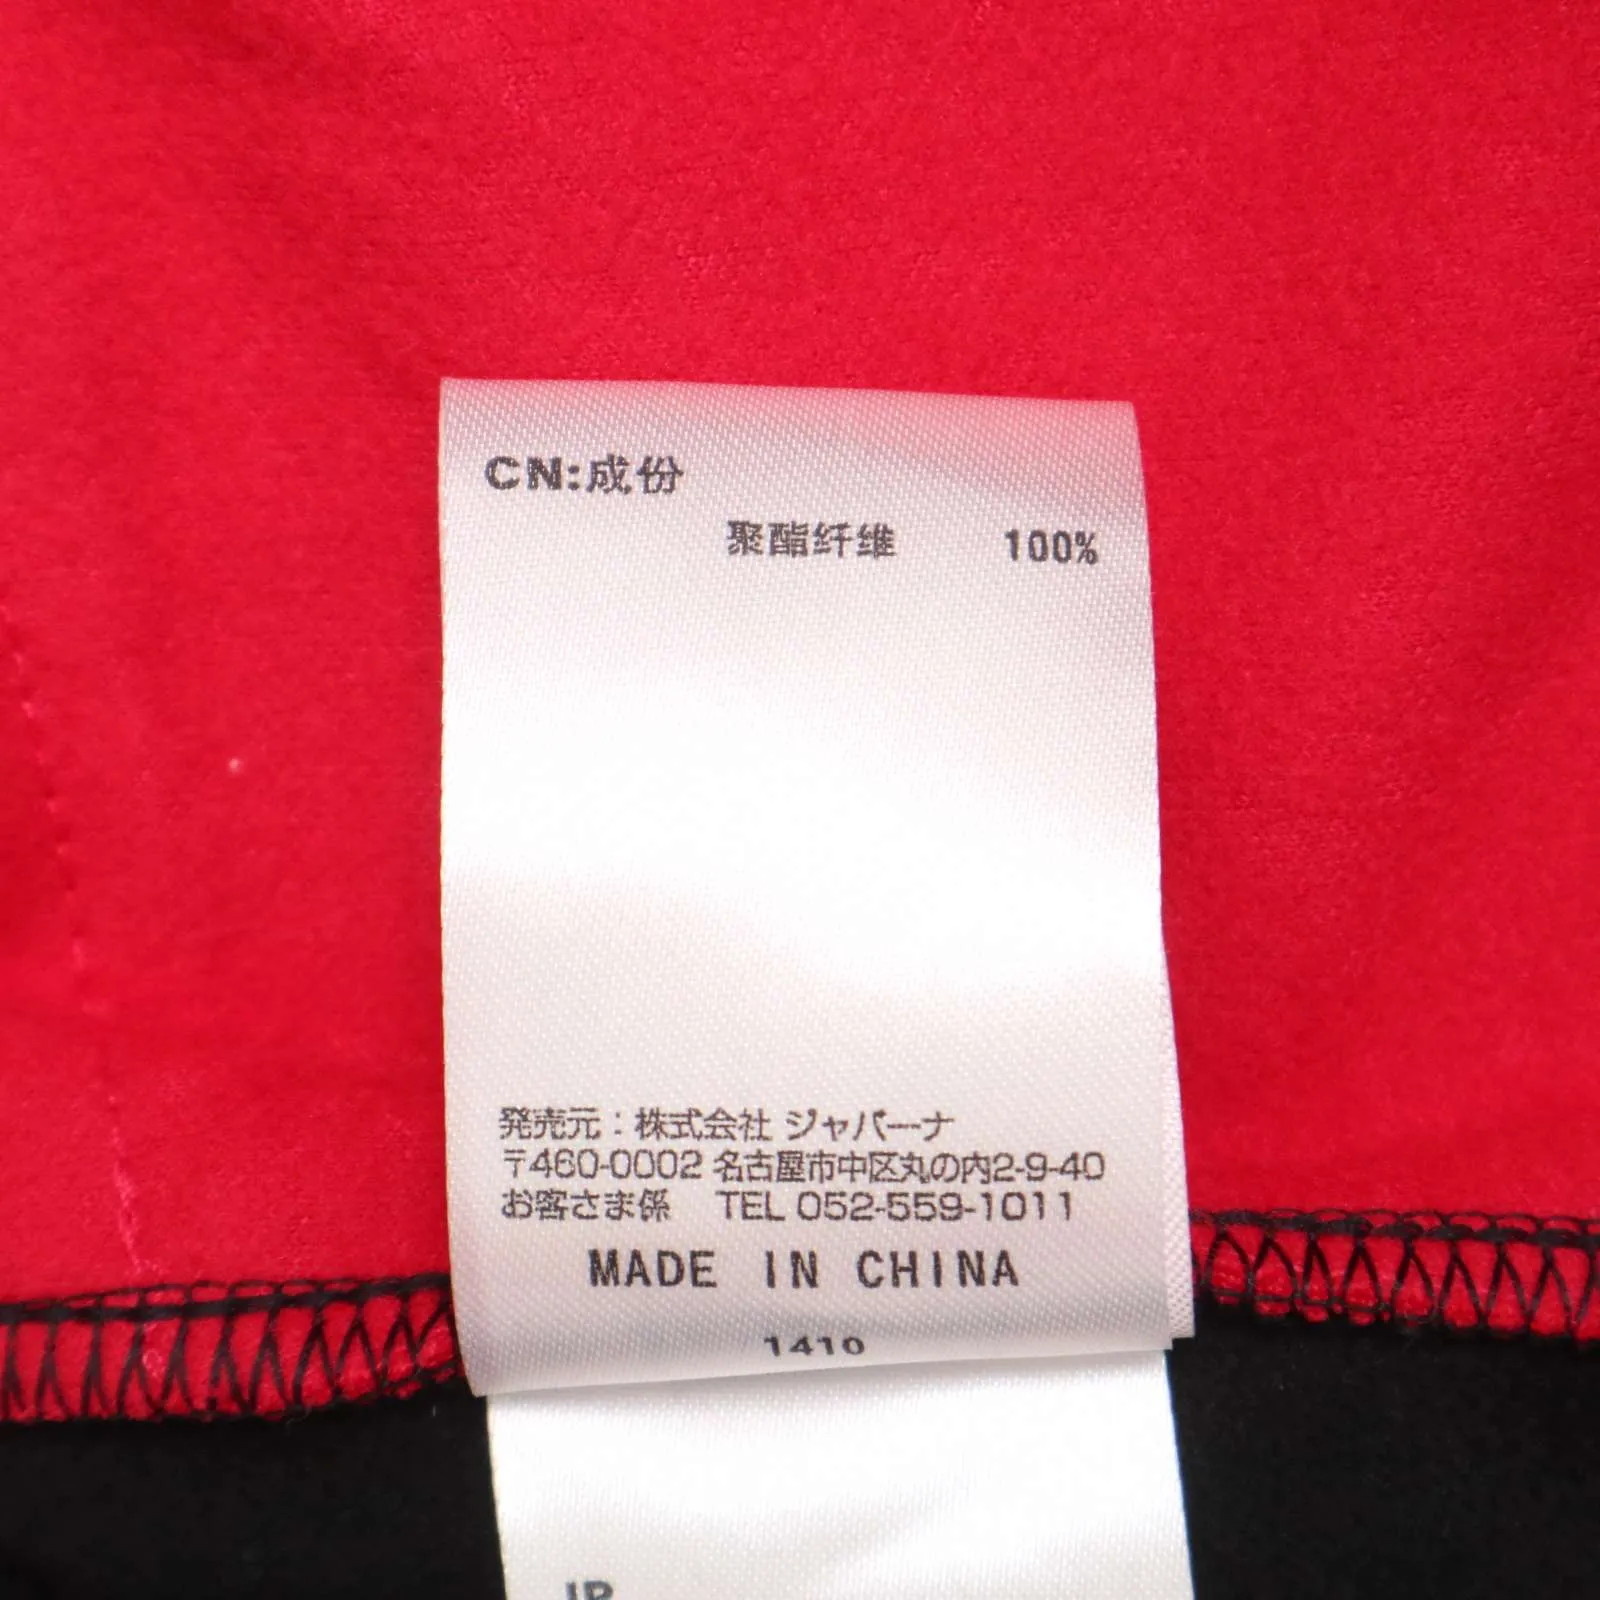 CN:成份
聚酯纤维 100%
発売元：株式会社 ジャバーナ
〒460-0002 名古屋市中区丸の内2-9-40
お客さま係 TEL 052-559-1011
MADE IN CHINA
1410
JP